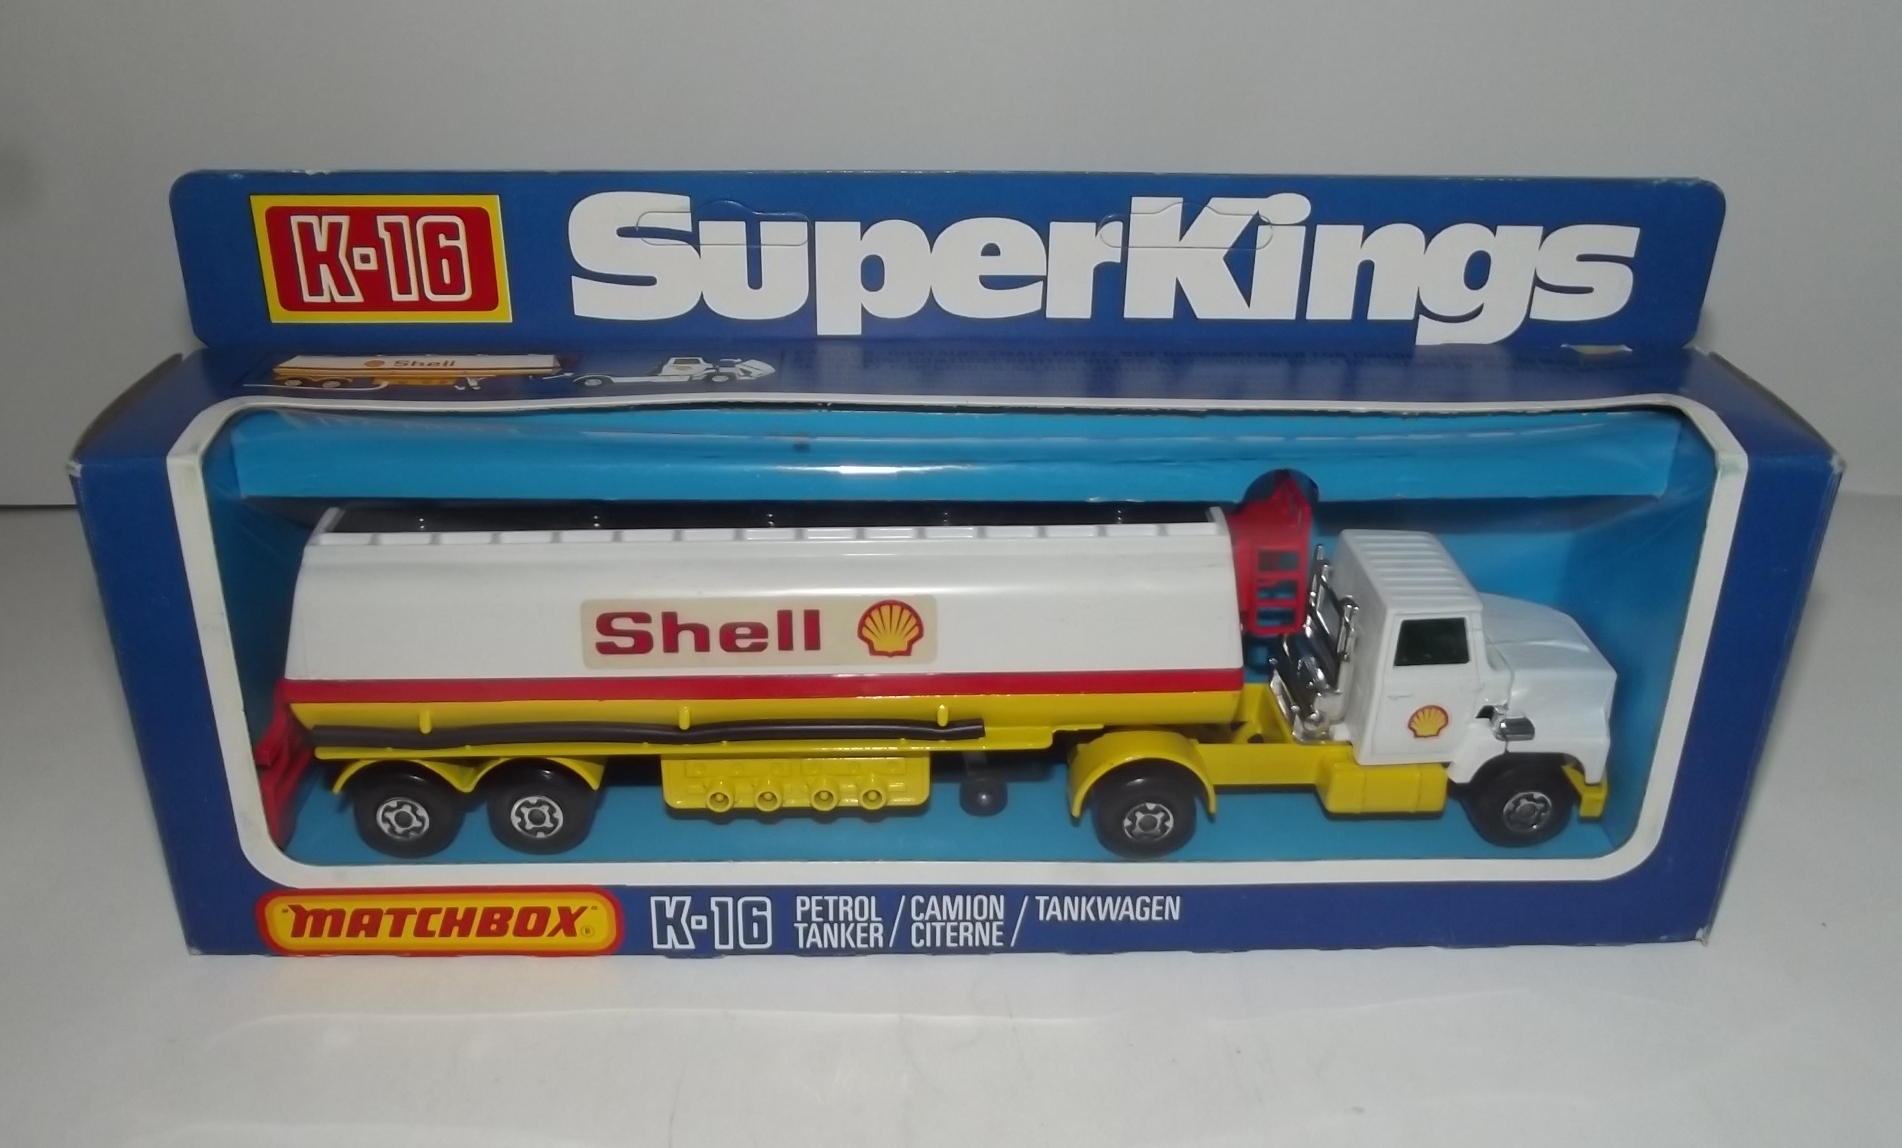 K-16
SuperKings
Shell
Shell
"MATCHBOX"®
K-16
PETROL TANKER / CAMION CITERNE / TANKWAGEN